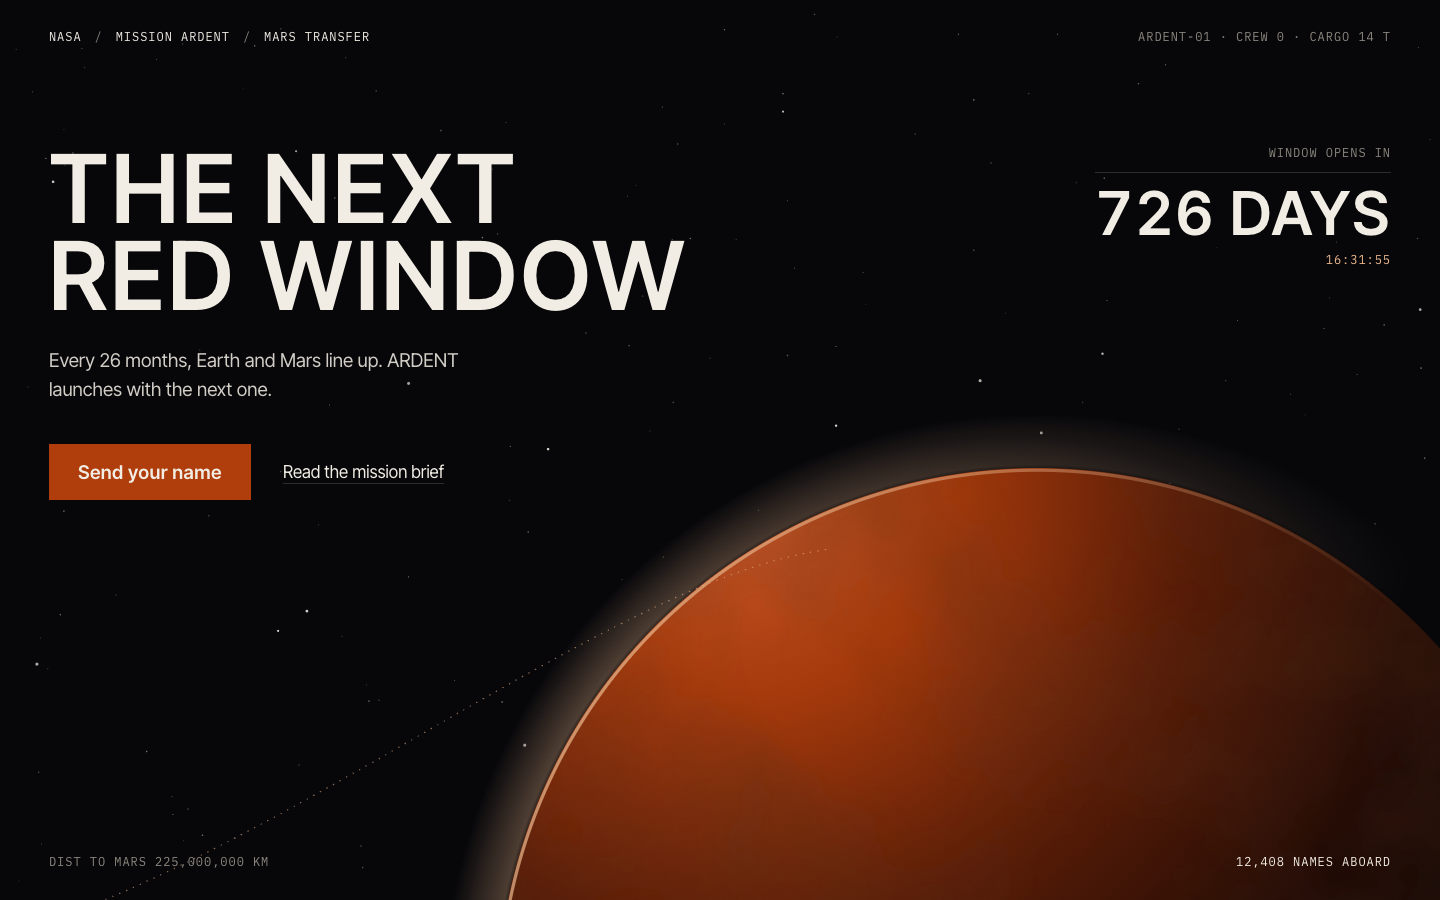 NASA / MISSION ARDENT / MARS TRANSFER
ARDENT-01 · CREW 0 · CARGO 14 T
THE NEXT
RED WINDOW
WINDOW OPENS IN
726 DAYS
16:31:55
Every 26 months, Earth and Mars line up. ARDENT
launches with the next one.
Send your name
Read the mission brief
DIST TO MARS 225,000,000 KM
12,408 NAMES ABOARD